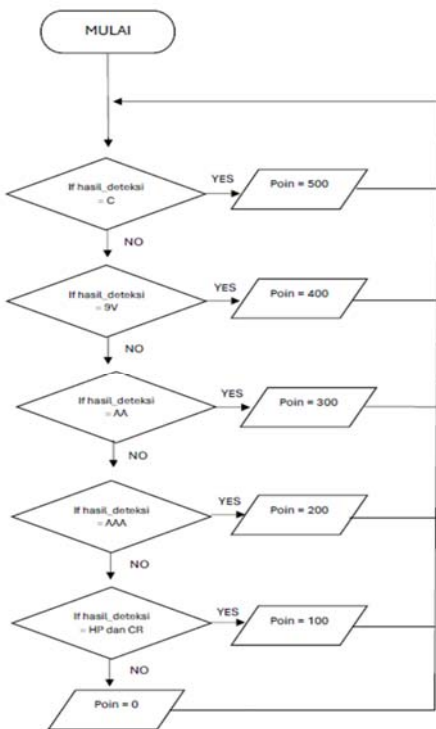 MULAI
If hasil_deteksi
= C
YES
Poin = 500
NO
If hasil_deteksi
= 9V
YES
Poin = 400
NO
If hasil_deteksi
= AA
YES
Poin = 300
NO
If hasil_deteksi
= AAA
YES
Poin = 200
NO
If hasil_deteksi
= HP dan CR
YES
Poin = 100
NO
Poin = 0